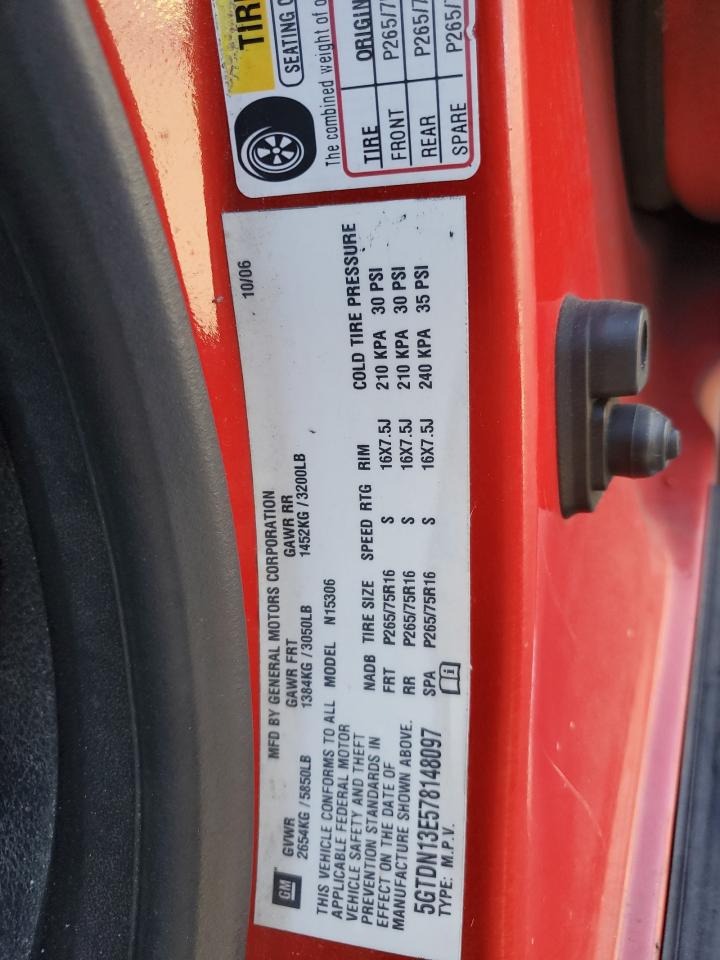 TIR
SEATING C
The combined weight of o
TIRE ORIGIN
FRONT P265/7
REAR P265/7
SPARE P265/
10/06
MFD BY GENERAL MOTORS CORPORATION
GM
GVWR GAWR FRT GAWR RR
2654KG / 5850LB 1384KG / 3050LB 1452KG / 3200LB
THIS VEHICLE CONFORMS TO ALL
APPLICABLE FEDERAL MOTOR
VEHICLE SAFETY AND THEFT
PREVENTION STANDARDS IN
EFFECT ON THE DATE OF
MANUFACTURE SHOWN ABOVE.
MODEL N15306
COLD TIRE PRESSURE
NADB TIRE SIZE SPEED RTG RIM
FRT P265/75R16 S 16X7.5J 210 KPA 30 PSI
RR P265/75R16 S 16X7.5J 210 KPA 30 PSI
SPA P265/75R16 S 16X7.5J 240 KPA 35 PSI
5GTDN13E578148097
TYPE: M.P.V.